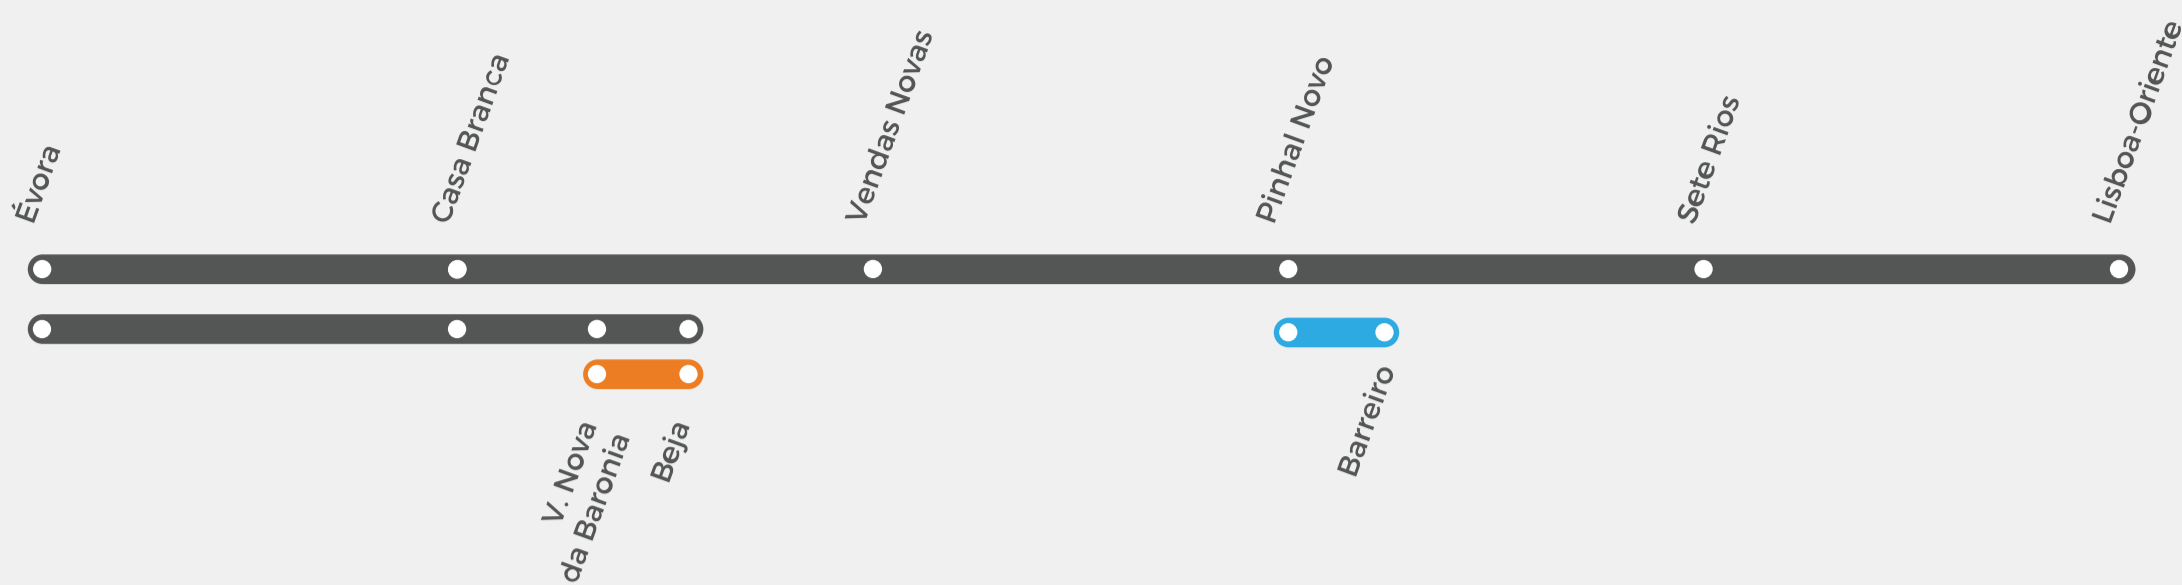 Évora
Casa Branca
Vendas Novas
Pinhal Novo
Sete Rios
Lisboa-Oriente
V. Nova
da Baronia
Beja
Barreiro